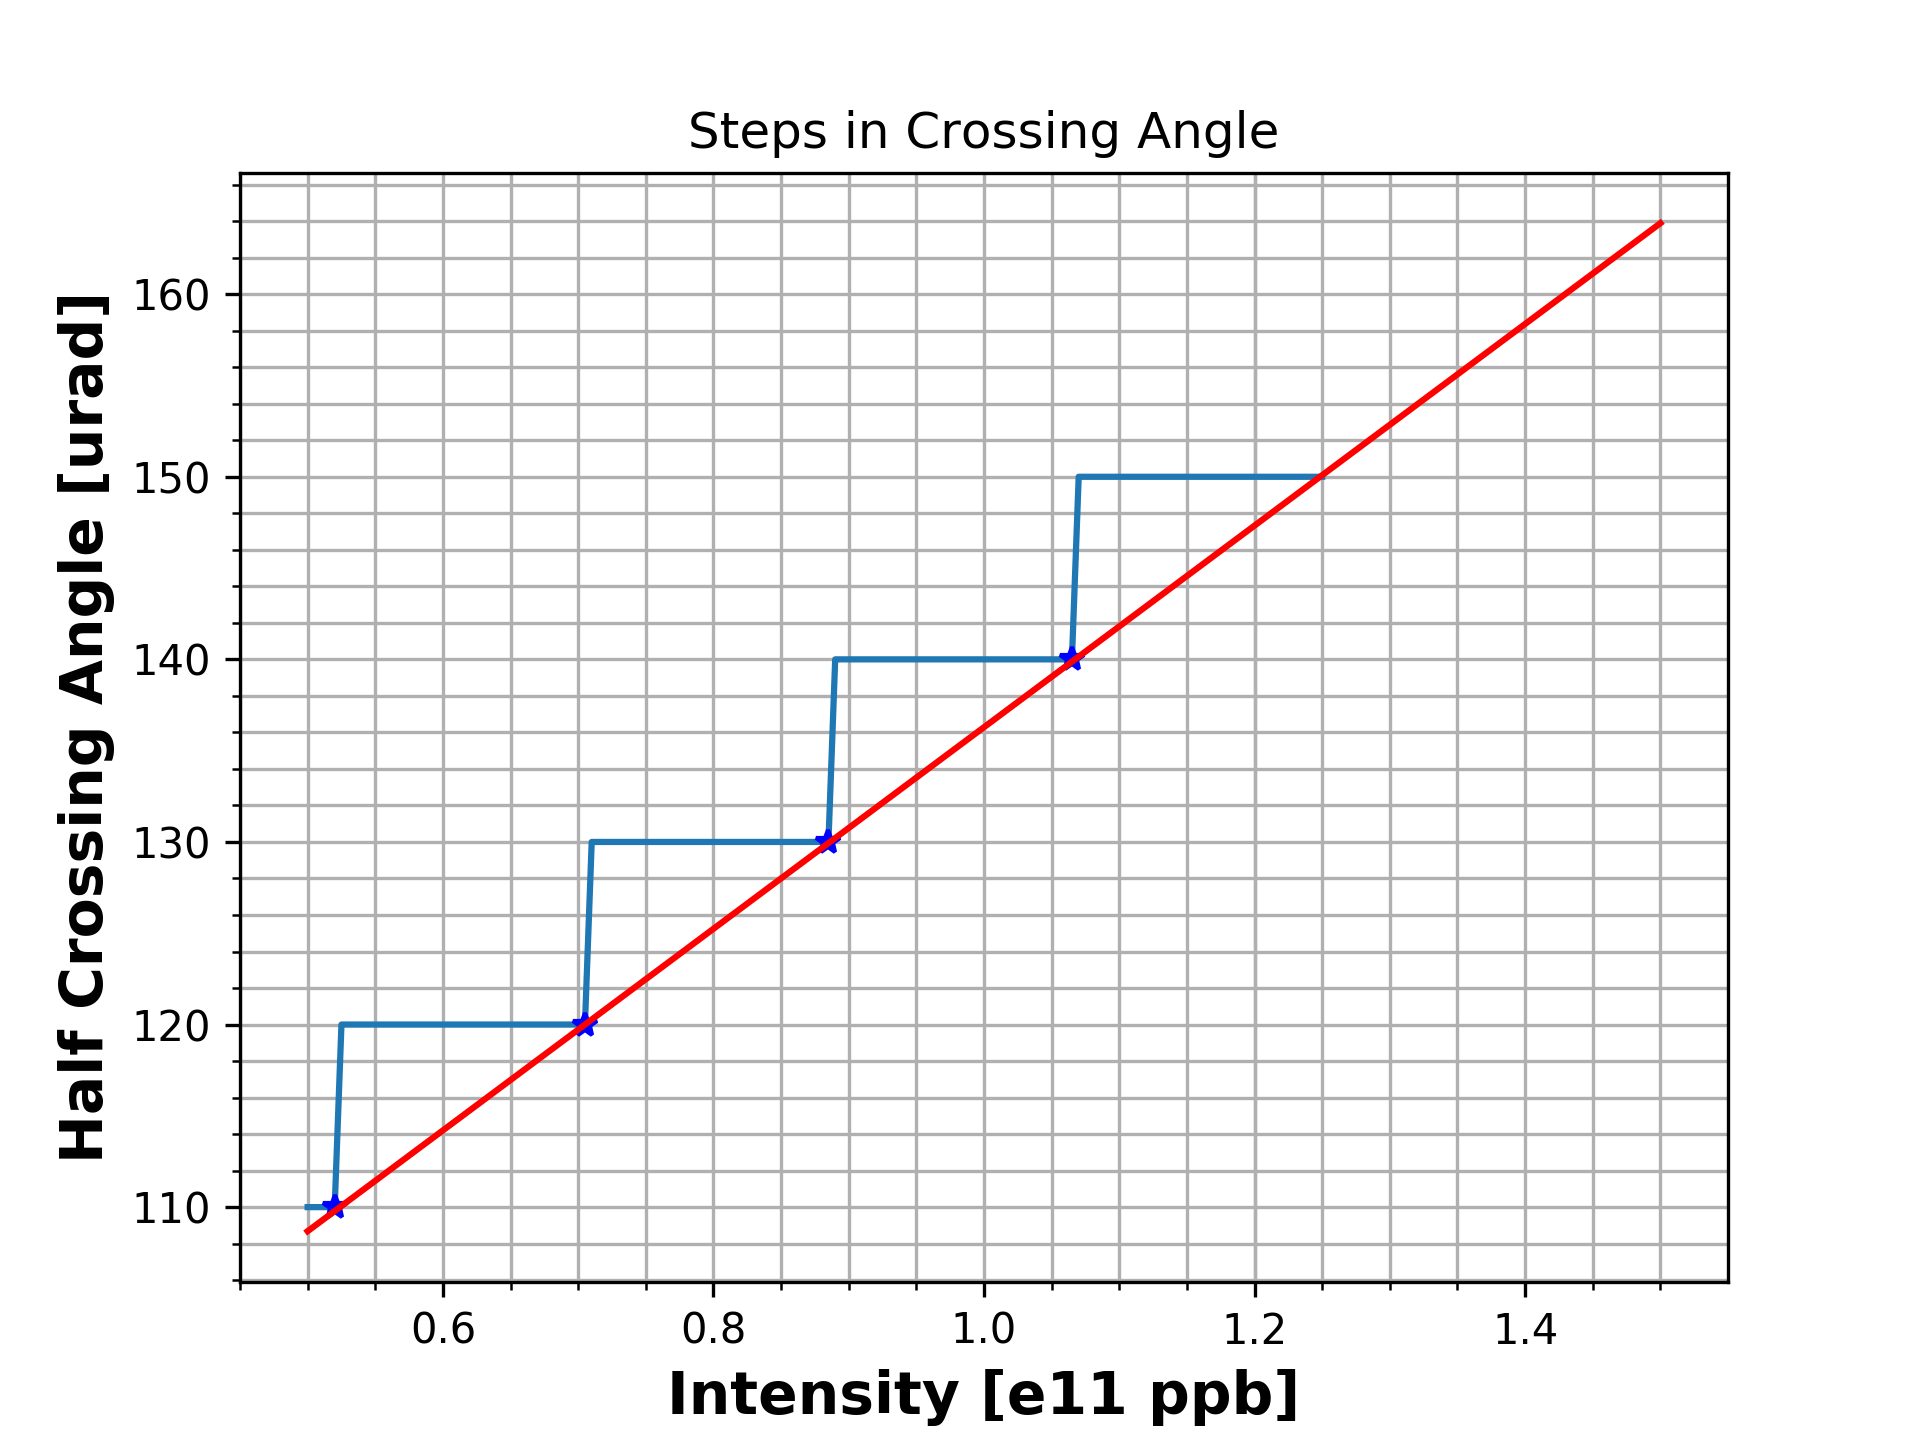 Steps in Crossing Angle
Half Crossing Angle [urad]
160
150
140
130
120
110
0.6 0.8 1.0 1.2 1.4
Intensity [e11 ppb]